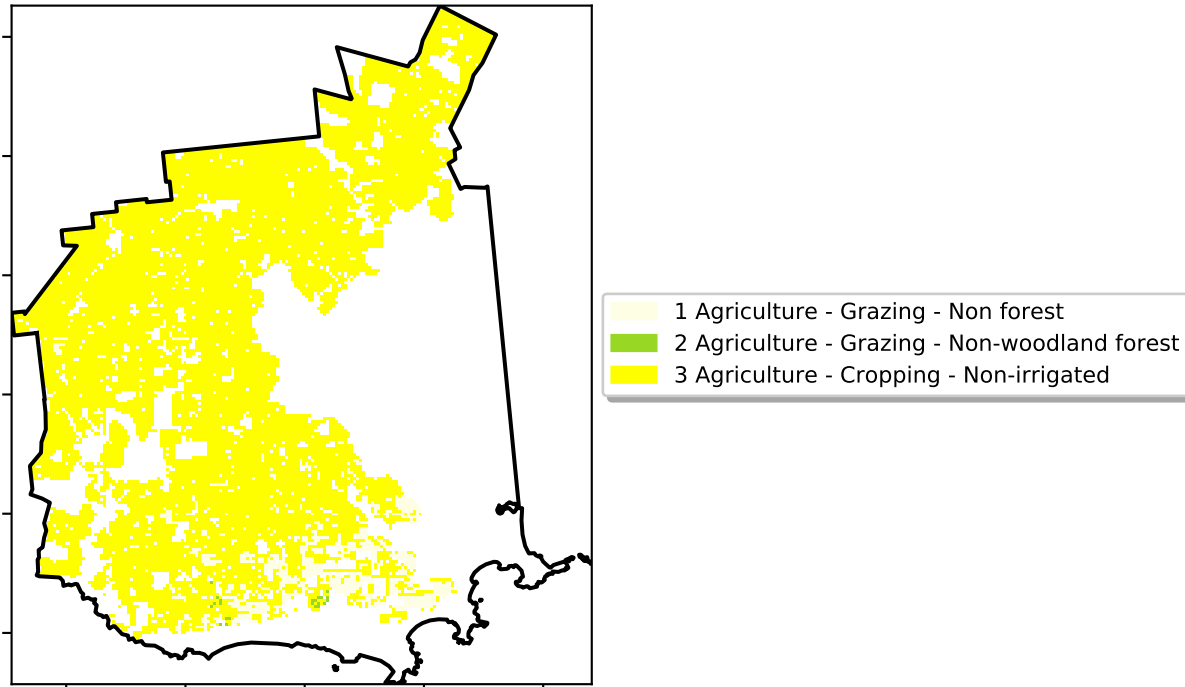 1 Agriculture - Grazing - Non forest
2 Agriculture - Grazing - Non-woodland forest
3 Agriculture - Cropping - Non-irrigated